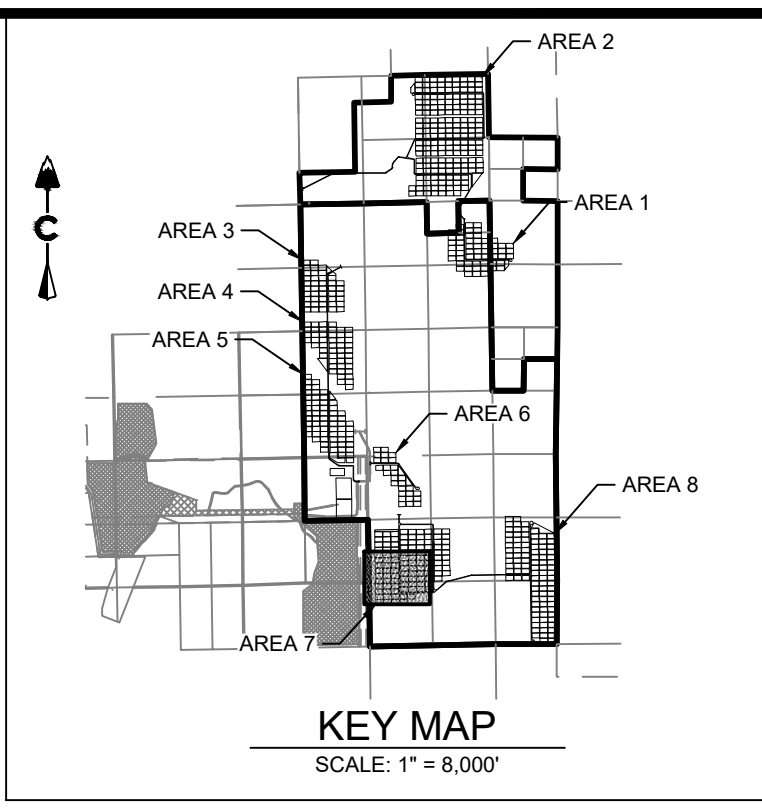 AREA 2
AREA 1
AREA 3
AREA 4
AREA 5
AREA 6
AREA 8
AREA 7
KEY MAP
SCALE: 1" = 8,000'